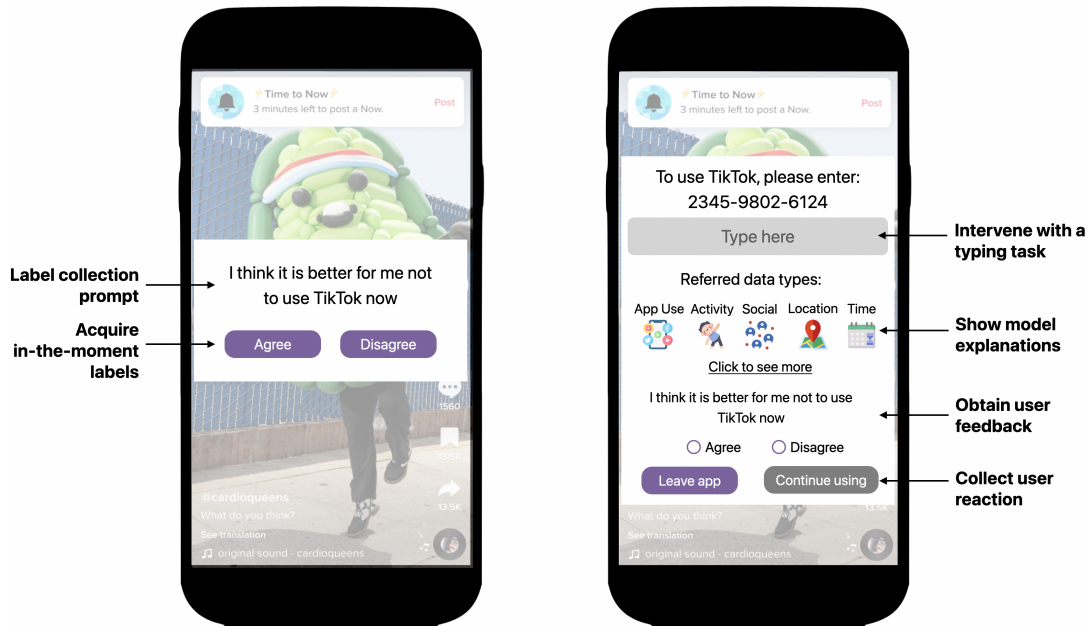 ⚡Time to Now⚡
3 minutes left to post a Now.
Post
Label collection
prompt
I think it is better for me not
to use TikTok now
Acquire
in-the-moment
labels
Agree
Disagree
1560
13.1K
@cardioqueens
13.5K
What do you think?
See translation
original sound - cardioqueens
⚡Time to Now⚡
3 minutes left to post a Now.
Post
To use TikTok, please enter:
2345-9802-6124
Type here
Intervene with a
typing task
Referred data types:
App Use
Activity
Social
Location
Time
Show model
explanations
Click to see more
I think it is better for me not to use
TikTok now
Obtain user
feedback
Agree
Disagree
Leave app
Continue using
Collect user
reaction
13.5K
What do you think?
See translation
original sound - cardioqueens